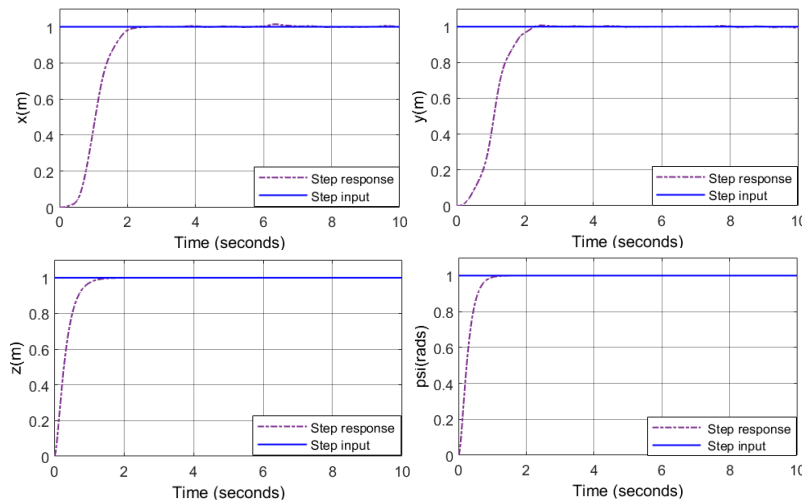 1
0.8
0.6
0.4
0.2
0
x(m)
0 2 4 6 8 10
Time (seconds)
Step response
Step input
1
0.8
0.6
0.4
0.2
0
y(m)
0 2 4 6 8 10
Time (seconds)
Step response
Step input
1
0.8
0.6
0.4
0.2
0
z(m)
0 2 4 6 8 10
Time (seconds)
Step response
Step input
1
0.8
0.6
0.4
0.2
0
psi(rads)
0 2 4 6 8 10
Time (seconds)
Step response
Step input